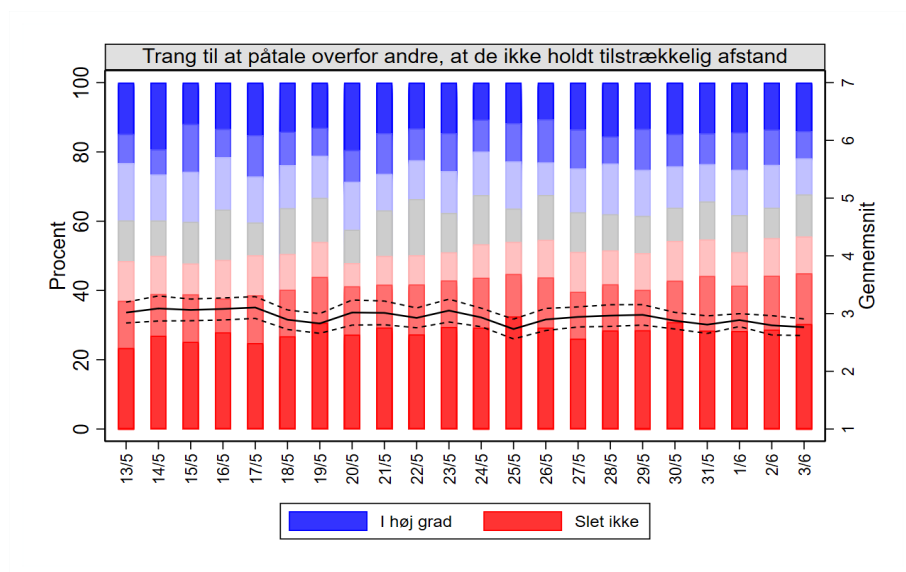 Trang til at påtale overfor andre, at de ikke holdt tilstrækkelig afstand
Procent
100
80
60
40
20
0
7
6
5
4
3
2
1
Gennemsnit
13/5 14/5 15/5 16/5 17/5 18/5 19/5 20/5 21/5 22/5 23/5 24/5 25/5 26/5 27/5 28/5 29/5 30/5 31/5 1/6 2/6 3/6
I høj grad Slet ikke